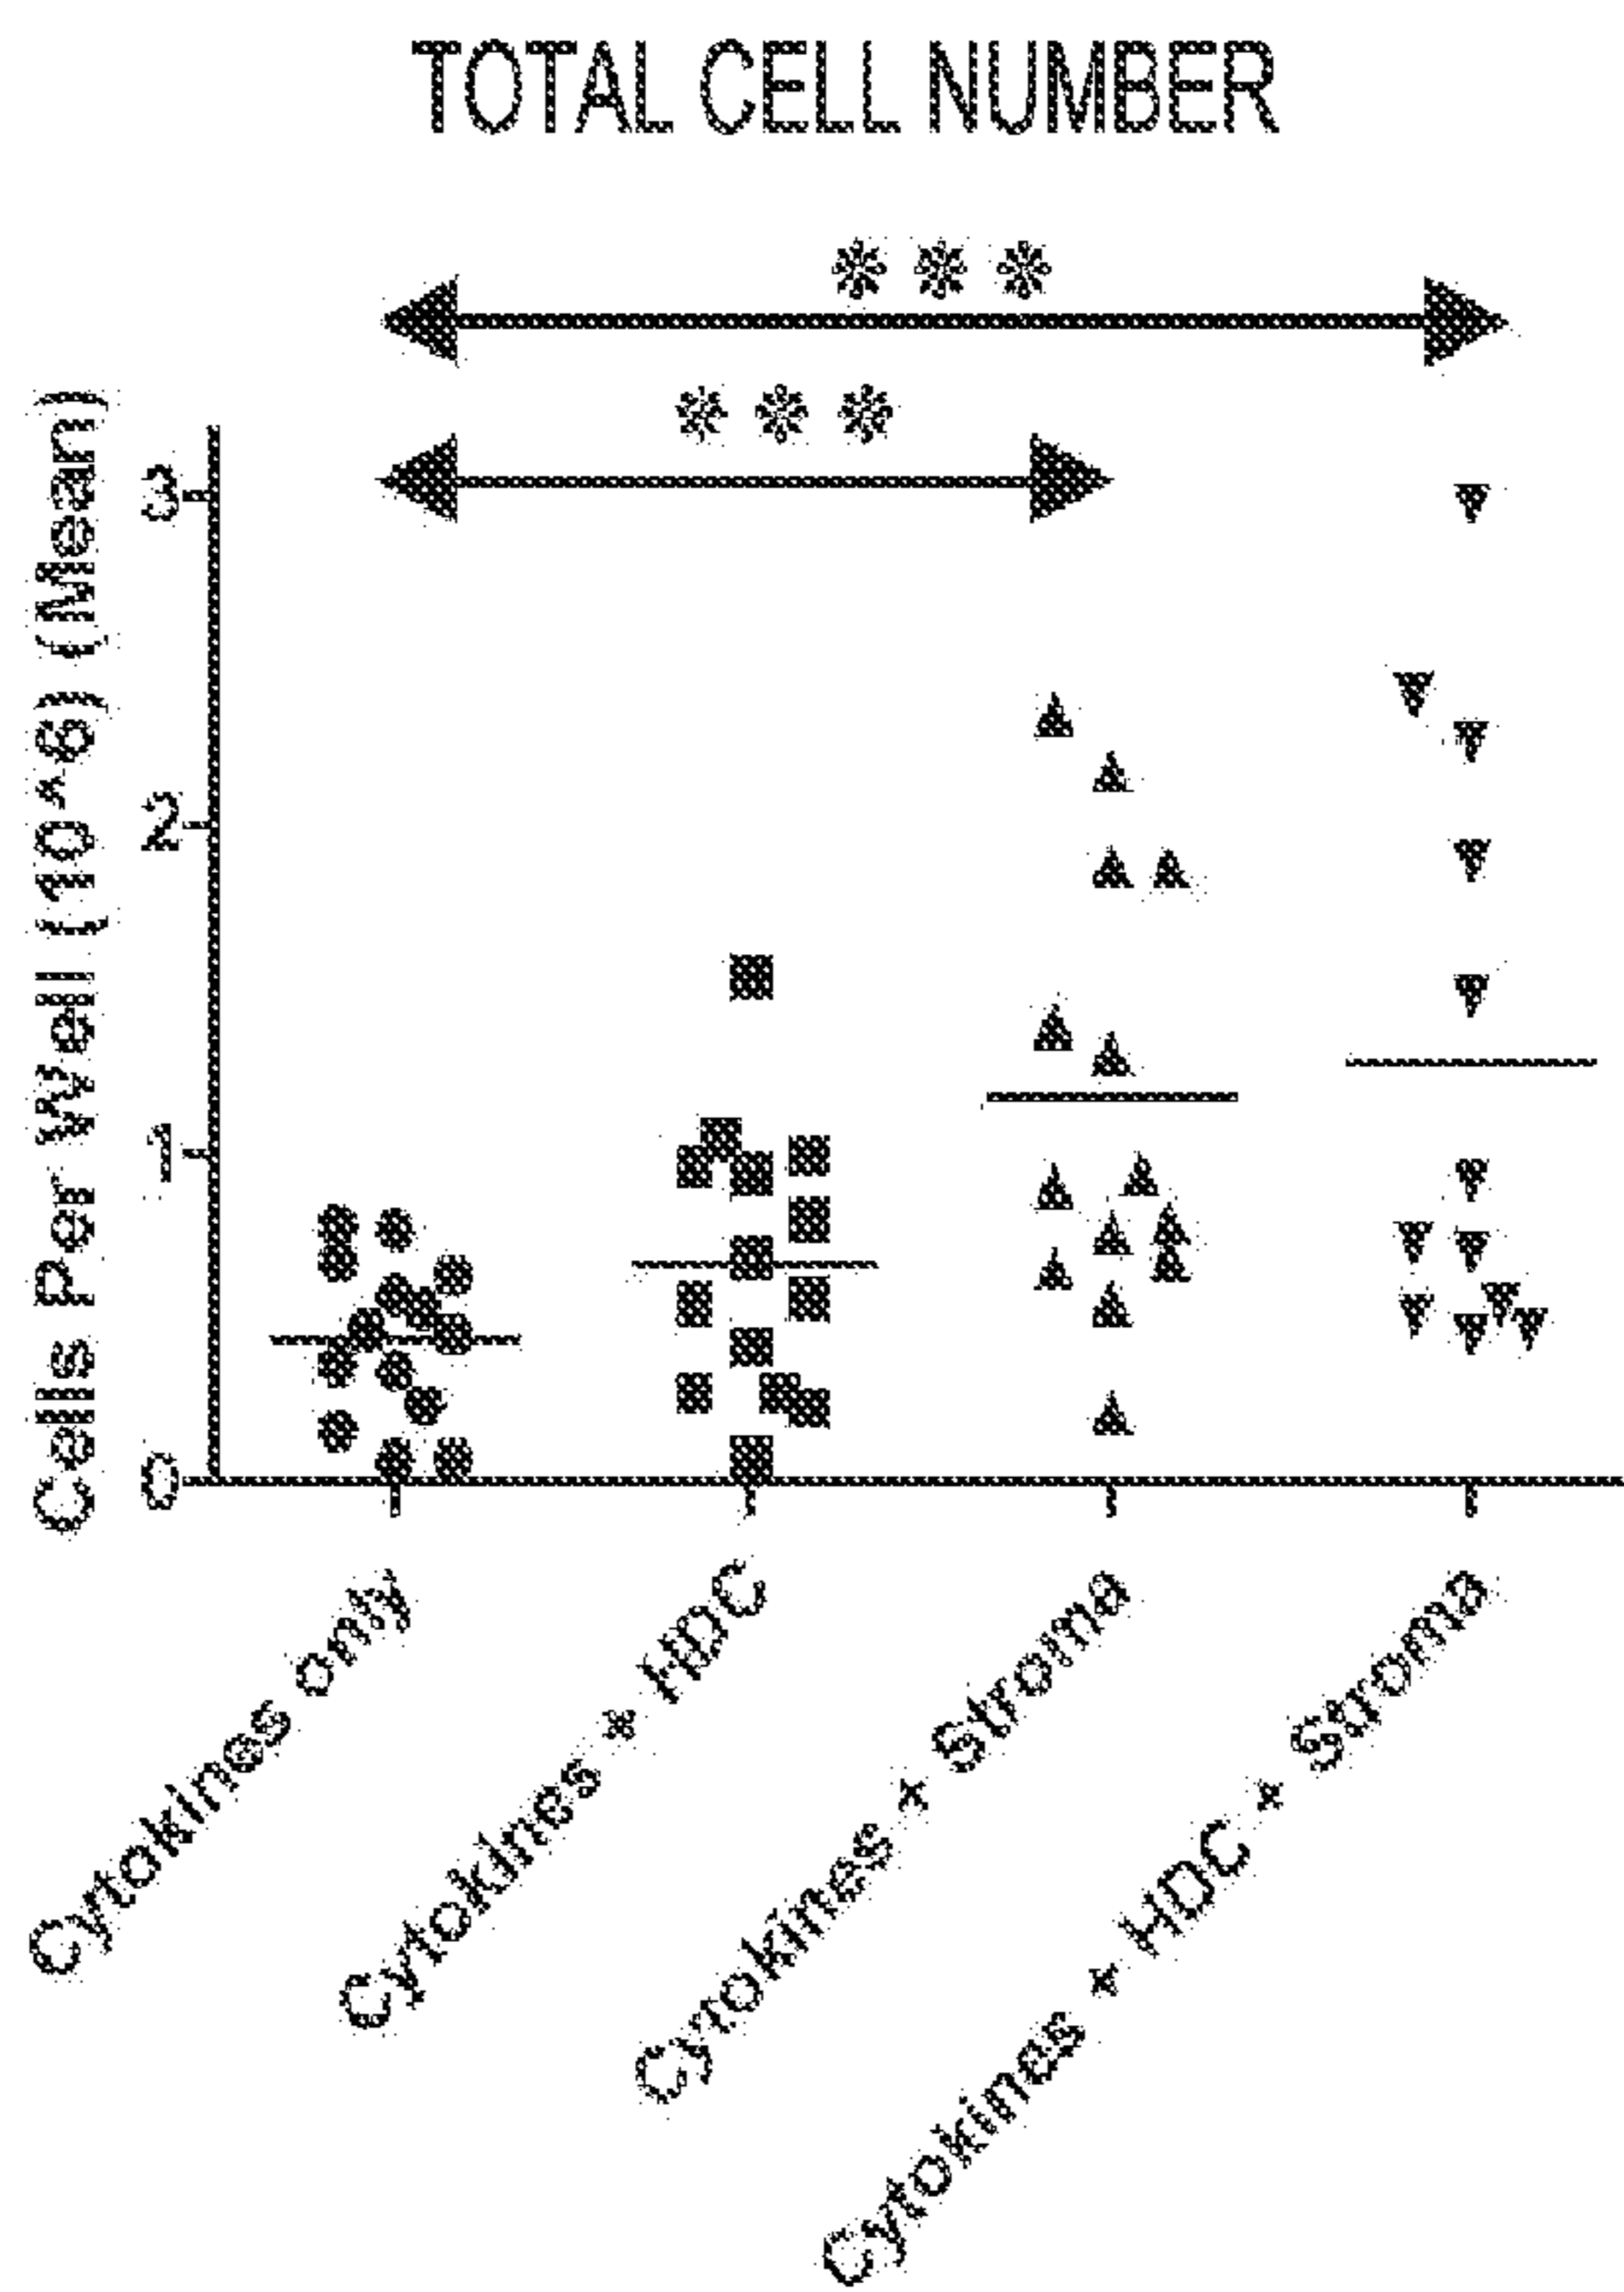 TOTAL CELL NUMBER
***
***
Cells Per Well (10^6) (Mean)
3
2
1
0
Cytokines only
Cytokines + HDC
Cytokines + Stroma
Cytokines + HDC + Stroma